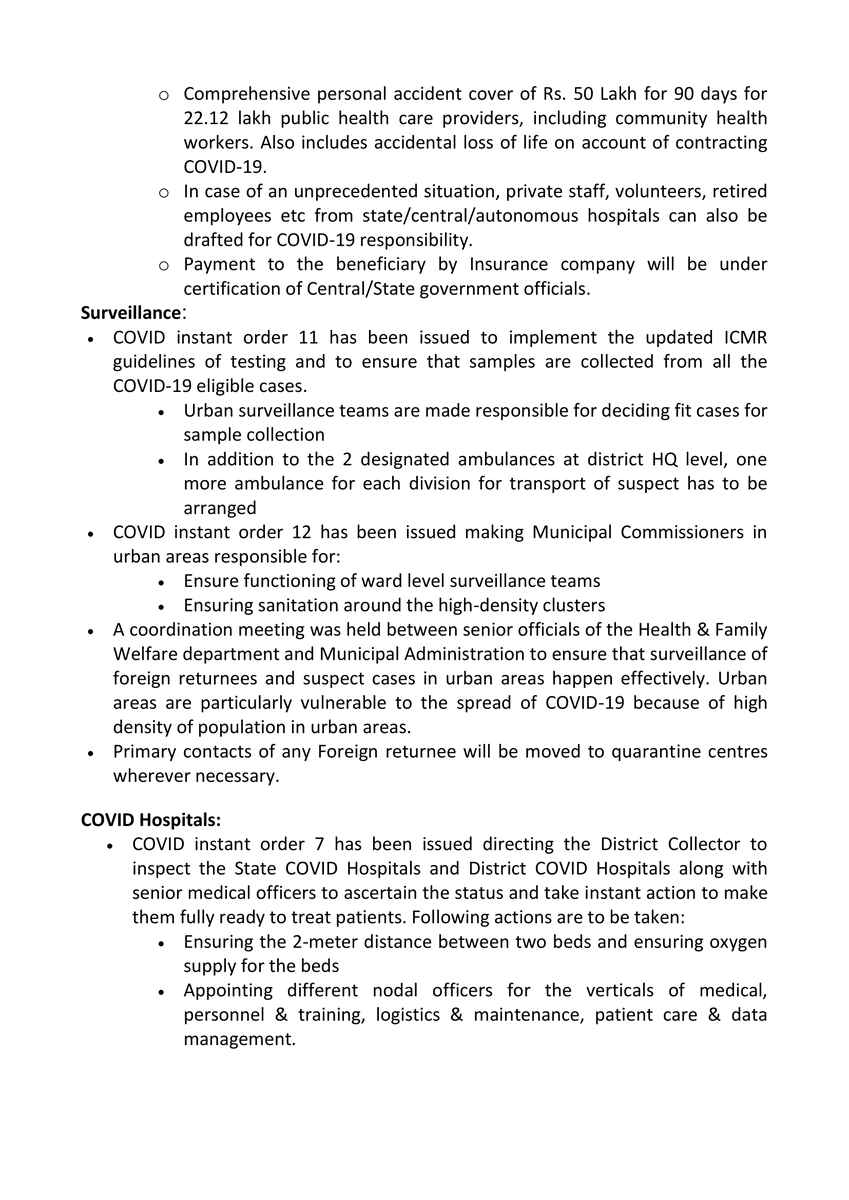 o Comprehensive personal accident cover of Rs. 50 Lakh for 90 days for
22.12 lakh public health care providers, including community health
workers. Also includes accidental loss of life on account of contracting
COVID-19.
o In case of an unprecedented situation, private staff, volunteers, retired
employees etc from state/central/autonomous hospitals can also be
drafted for COVID-19 responsibility.
o Payment to the beneficiary by Insurance company will be under
certification of Central/State government officials.
Surveillance:
• COVID instant order 11 has been issued to implement the updated ICMR
guidelines of testing and to ensure that samples are collected from all the
COVID-19 eligible cases.
• Urban surveillance teams are made responsible for deciding fit cases for
sample collection
• In addition to the 2 designated ambulances at district HQ level, one
more ambulance for each division for transport of suspect has to be
arranged
• COVID instant order 12 has been issued making Municipal Commissioners in
urban areas responsible for:
• Ensure functioning of ward level surveillance teams
• Ensuring sanitation around the high-density clusters
• A coordination meeting was held between senior officials of the Health & Family
Welfare department and Municipal Administration to ensure that surveillance of
foreign returnees and suspect cases in urban areas happen effectively. Urban
areas are particularly vulnerable to the spread of COVID-19 because of high
density of population in urban areas.
• Primary contacts of any Foreign returnee will be moved to quarantine centres
wherever necessary.
COVID Hospitals:
• COVID instant order 7 has been issued directing the District Collector to
inspect the State COVID Hospitals and District COVID Hospitals along with
senior medical officers to ascertain the status and take instant action to make
them fully ready to treat patients. Following actions are to be taken:
• Ensuring the 2-meter distance between two beds and ensuring oxygen
supply for the beds
• Appointing different nodal officers for the verticals of medical,
personnel & training, logistics & maintenance, patient care & data
management.